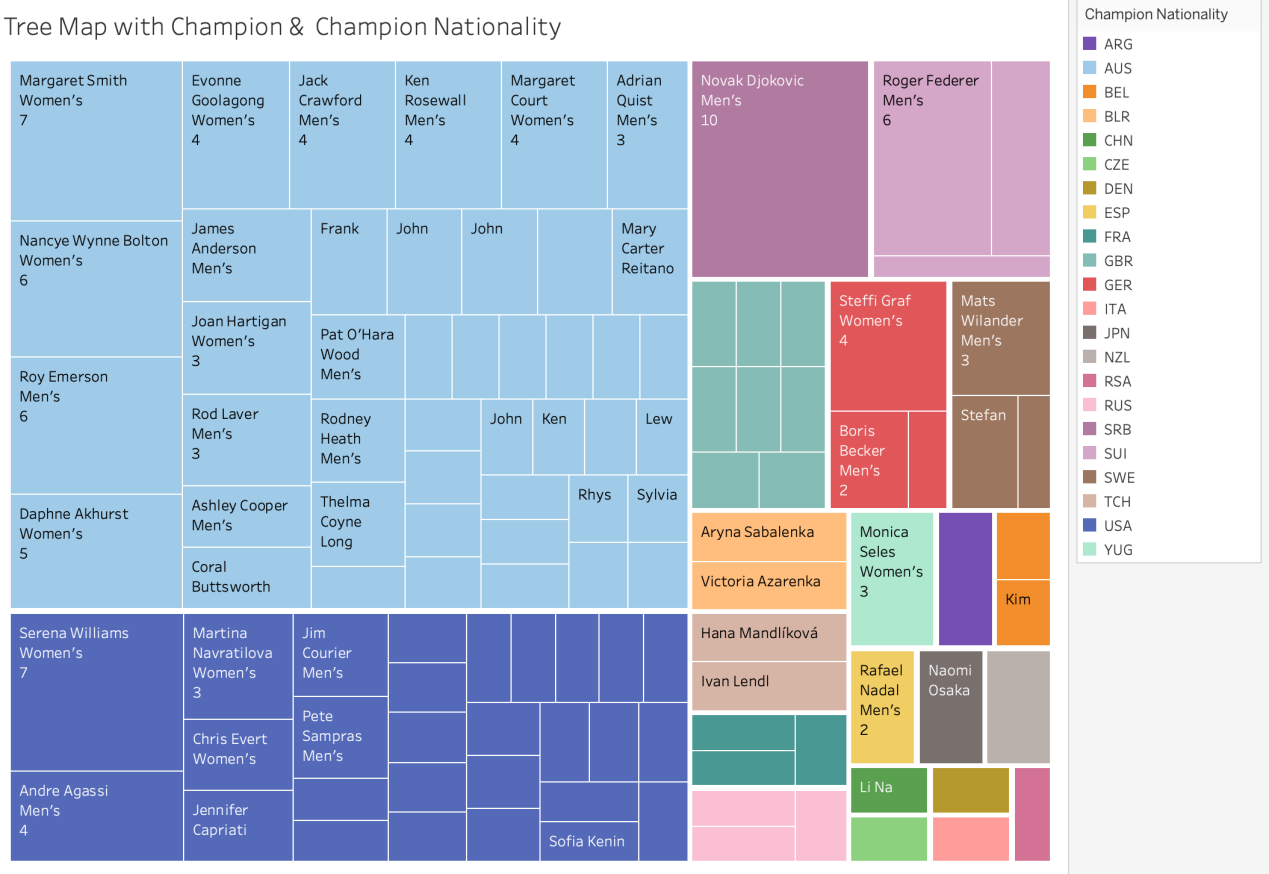 Tree Map with Champion & Champion Nationality
Margaret Smith
Women's
7
Nancye Wynne Bolton
Women's
6
Roy Emerson
Men's
6
Daphne Akhurst
Women's
5
Evonne
Goolagong
Women's
4
Jack
Crawford
Men's
4
Ken
Rosewall
Men's
4
Margaret
Court
Women's
4
Adrian
Quist
Men's
3
James
Anderson
Men's
Frank
John
John
Mary
Carter
Reitano
Joan Hartigan
Women's
3
Pat O'Hara
Wood
Men's
Rod Laver
Men's
3
Rodney
Heath
Men's
John
Ken
Lew
Ashley Cooper
Men's
Thelma
Coyne
Long
Rhys
Sylvia
Coral
Buttsworth
Serena Williams
Women's
7
Andre Agassi
Men's
4
Martina
Navratilova
Women's
3
Jim
Courier
Men's
Chris Evert
Women's
Pete
Sampras
Men's
Jennifer
Capriati
Sofia Kenin
Novak Djokovic
Men's
10
Roger Federer
Men's
6
Steffi Graf
Women's
4
Boris
Becker
Men's
2
Mats
Wilander
Men's
3
Stefan
Aryna Sabalenka
Victoria Azarenka
Monica
Seles
Women's
3
Kim
Hana Mandlíková
Ivan Lendl
Rafael
Nadal
Men's
2
Naomi
Osaka
Li Na
Champion Nationality
ARG
AUS
BEL
BLR
CHN
CZE
DEN
ESP
FRA
GBR
GER
ITA
JPN
NZL
RSA
RUS
SRB
SUI
SWE
TCH
USA
YUG